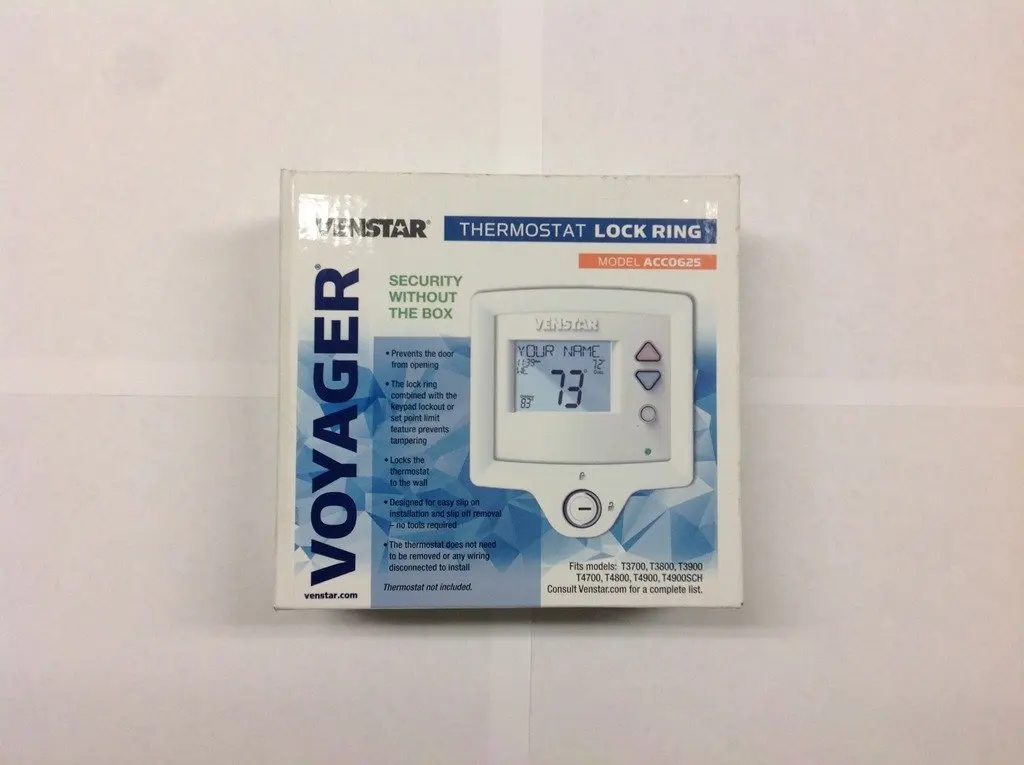 VENSTAR®
THERMOSTAT LOCK RING
MODEL ACC0625
VOYAGER®
SECURITY
WITHOUT
THE BOX
• Prevents the door
from opening
• The lock ring
combined with the
keypad lockout or
set point limit
feature prevents
tampering
• Locks the
thermostat
to the wall
• Designed for easy slip on
installation and slip off removal
– no tools required
• The thermostat does not need
to be removed or any wiring
disconnected to install
Thermostat not included.
venstar.com
VENSTAR
YOUR NAME
73°
72°
83°
Fits models: T3700, T3800, T3900
T4700, T4800, T4900, T4900SCH
Consult Venstar.com for a complete list.